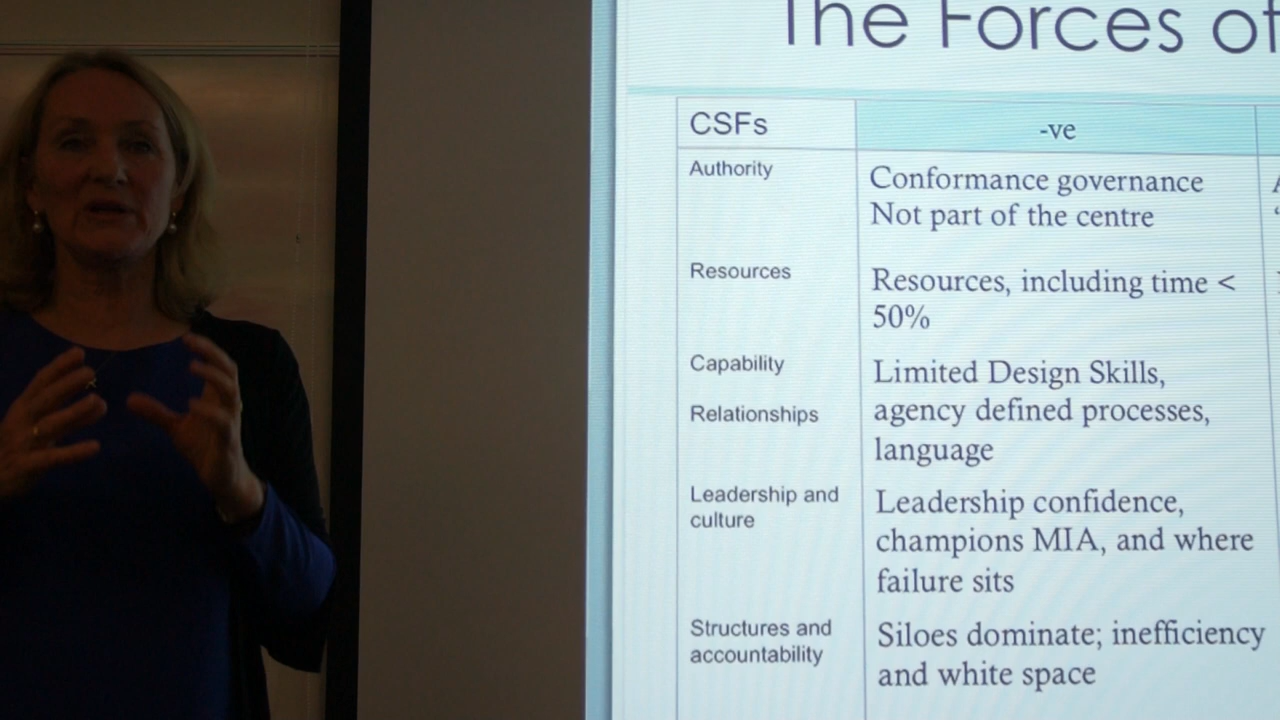 The Forces of
CSFs
-ve
Authority
Conformance governance
Not part of the centre
Resources
Resources, including time <
50%
Capability
Limited Design Skills,
Relationships
agency defined processes,
language
Leadership and
culture
Leadership confidence,
champions MIA, and where
failure sits
Structures and
accountability
Siloes dominate; inefficiency
and white space